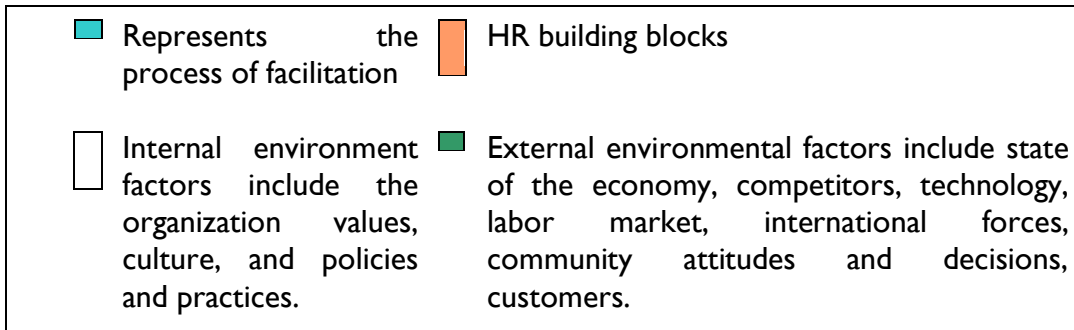 Represents the
process of facilitation
HR building blocks
Internal environment
factors include the
organization values,
culture, and policies
and practices.
External environmental factors include state
of the economy, competitors, technology,
labor market, international forces,
community attitudes and decisions,
customers.